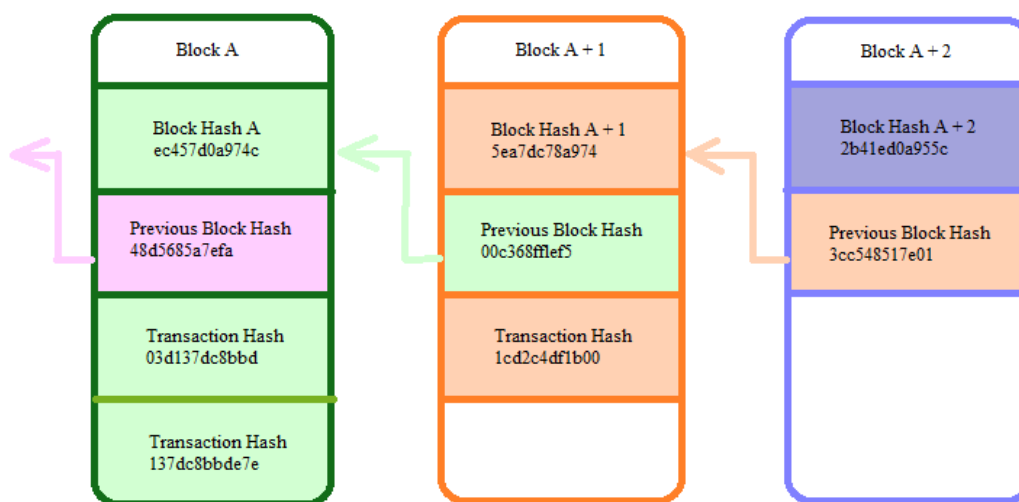 Block A
Block Hash A
ec457d0a974c
Previous Block Hash
48d5685a7efa
Transaction Hash
03d137dc8bbd
Transaction Hash
137dc8bbde7e
Block A + 1
Block Hash A + 1
5ea7dc78a974
Previous Block Hash
00c368fflef5
Transaction Hash
1cd2c4df1b00
Block A + 2
Block Hash A + 2
2b41ed0a955c
Previous Block Hash
3cc548517e01